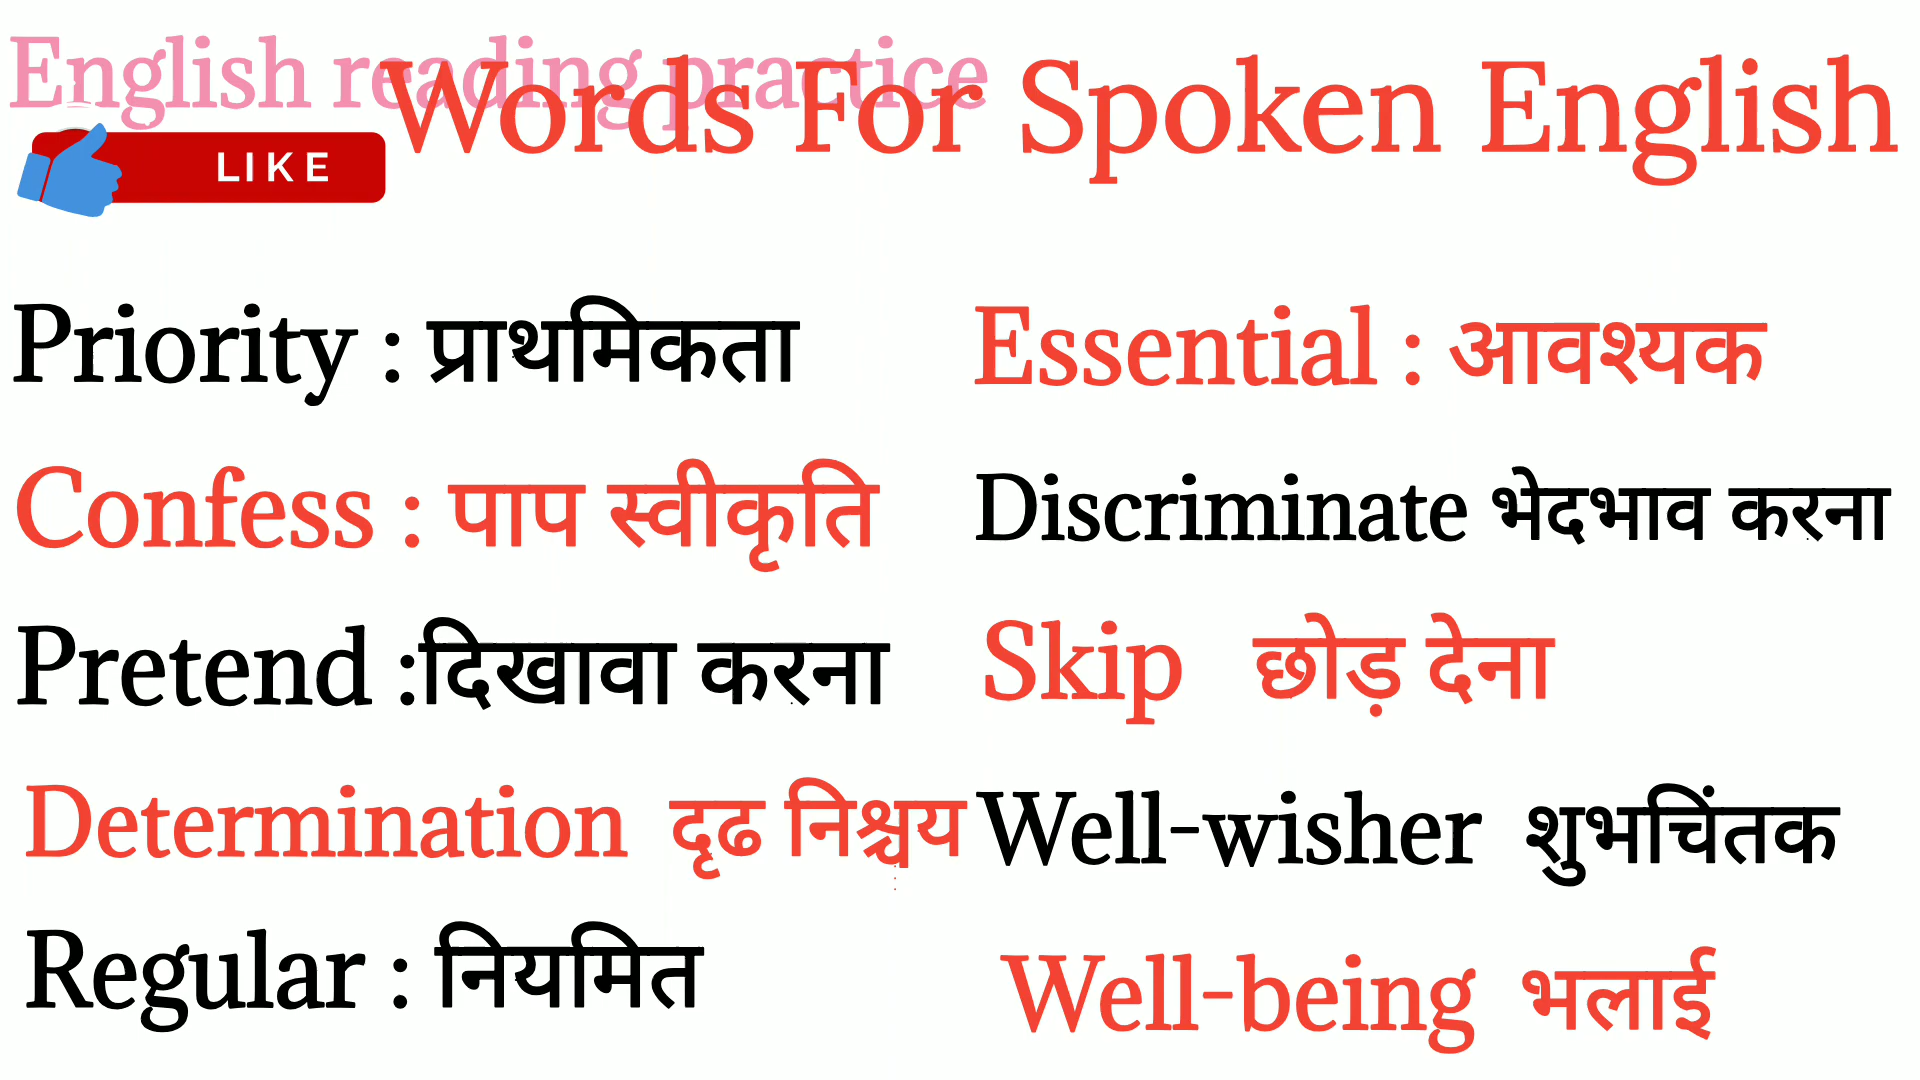 English reading practice
Words For Spoken English
LIKE
Priority : प्राथमिकता
Essential : आवश्यक
Confess : पाप स्वीकृति
Discriminate भेदभाव करना
Pretend :दिखावा करना
Skip छोड़ देना
Determination दृढ निश्चय
Well-wisher शुभचिंतक
Regular : नियमित
Well-being भलाई